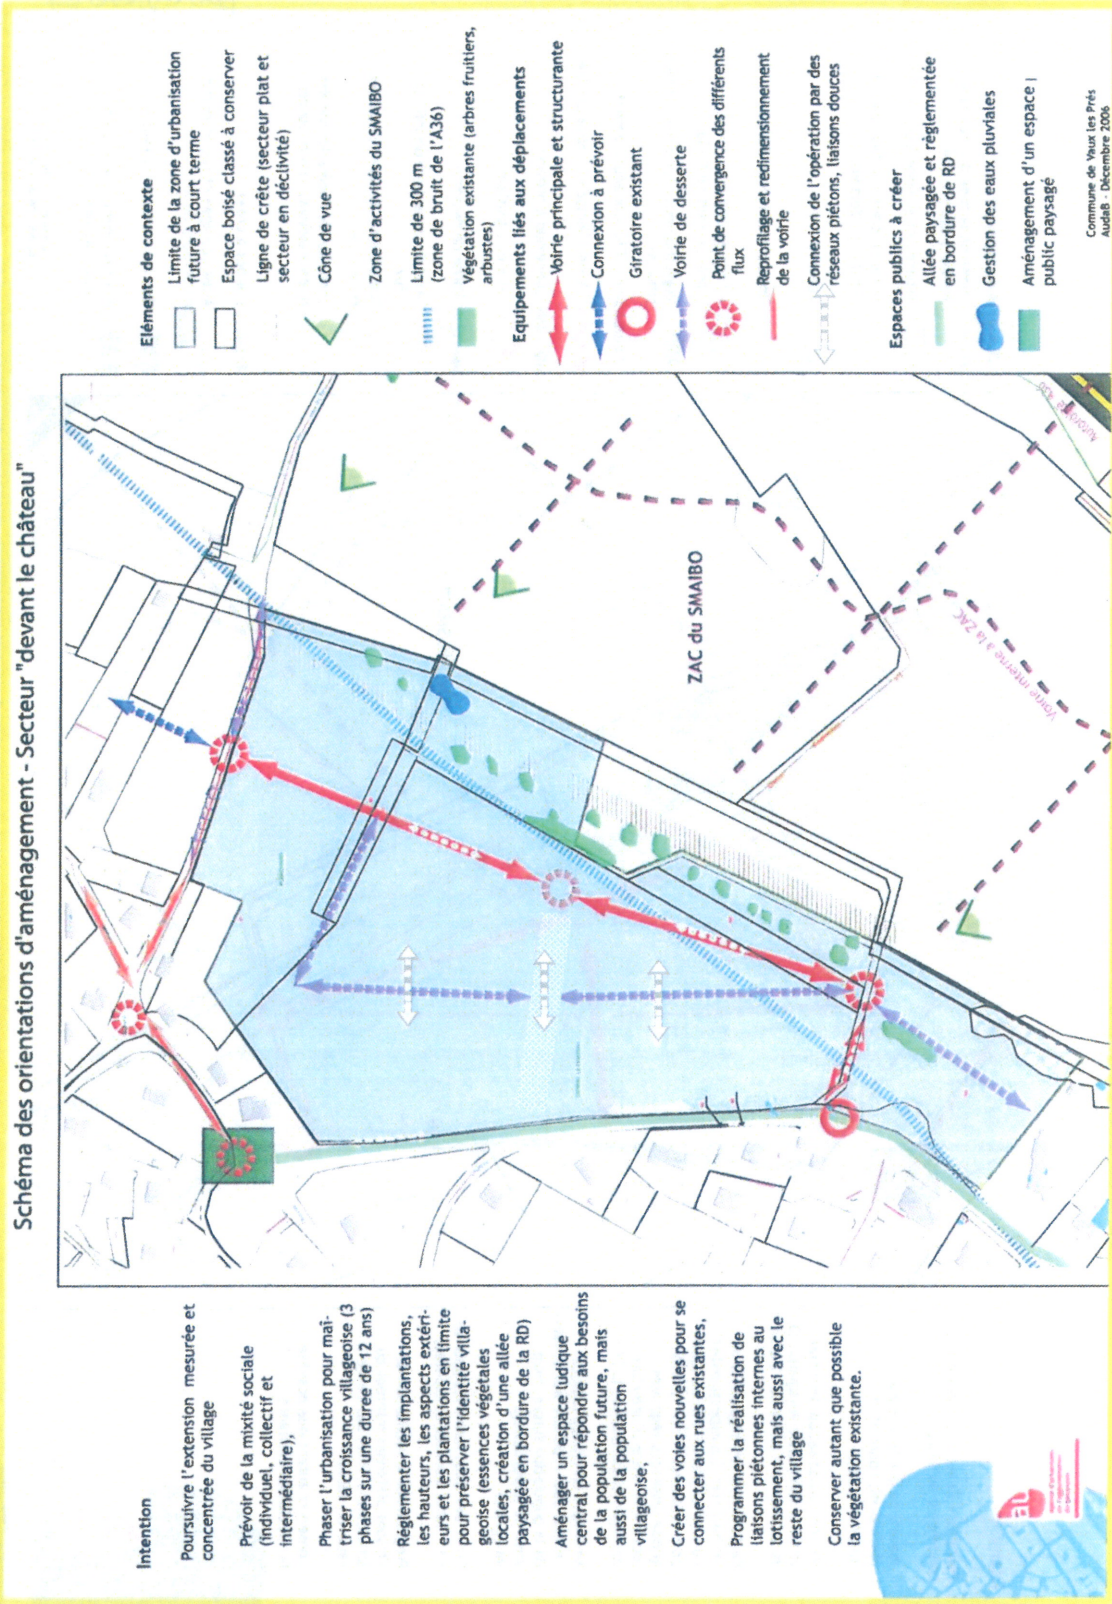 Schéma des orientations d'aménagement - Secteur "devant le château"
Intention
Poursuivre l'extension mesurée et
concentrée du village
Prévoir de la mixité sociale
(individuel, collectif et
intermédiaire),
Phaser l'urbanisation pour maî-
triser la croissance villageoise (3
phases sur une duree de 12 ans)
Réglementer les implantations,
les hauteurs, les aspects extéri-
eurs et les plantations en limite
pour préserver l'identité villa-
geoise (essences végétales
locales, création d'une allée
paysagée en bordure de la RD)
Aménager un espace ludique
central pour répondre aux besoins
de la population future, mais
aussi de la population
villageoise,
Créer des voies nouvelles pour se
connecter aux rues existantes,
Programmer la réalisation de
liaisons piétonnes internes au
lotissement, mais aussi avec le
reste du village
Conserver autant que possible
la végétation existante.
ZAC du SMAIBO
Voirie interne à la ZAC
Autoroute A36
Eléments de contexte
Limite de la zone d'urbanisation
future à court terme
Espace boisé classé à conserver
Ligne de crête (secteur plat et
secteur en déclivité)
Cône de vue
Zone d'activités du SMAIBO
Limite de 300 m
(zone de bruit de l'A36)
Végétation existante (arbres fruitiers,
arbustes)
Equipements liés aux déplacements
Voirie principale et structurante
Connexion à prévoir
Giratoire existant
Voirie de desserte
Point de convergence des différents
flux
Reprofilage et redimensionnement
de la voirie
Connexion de l'opération par des
réseaux piétons, liaisons douces
Espaces publics à créer
Allée paysagée et règlementée
en bordure de RD
Gestion des eaux pluviales
Aménagement d'un espace
public paysagé
Commune de Vaux les Prés
AudaB - Décembre 2006